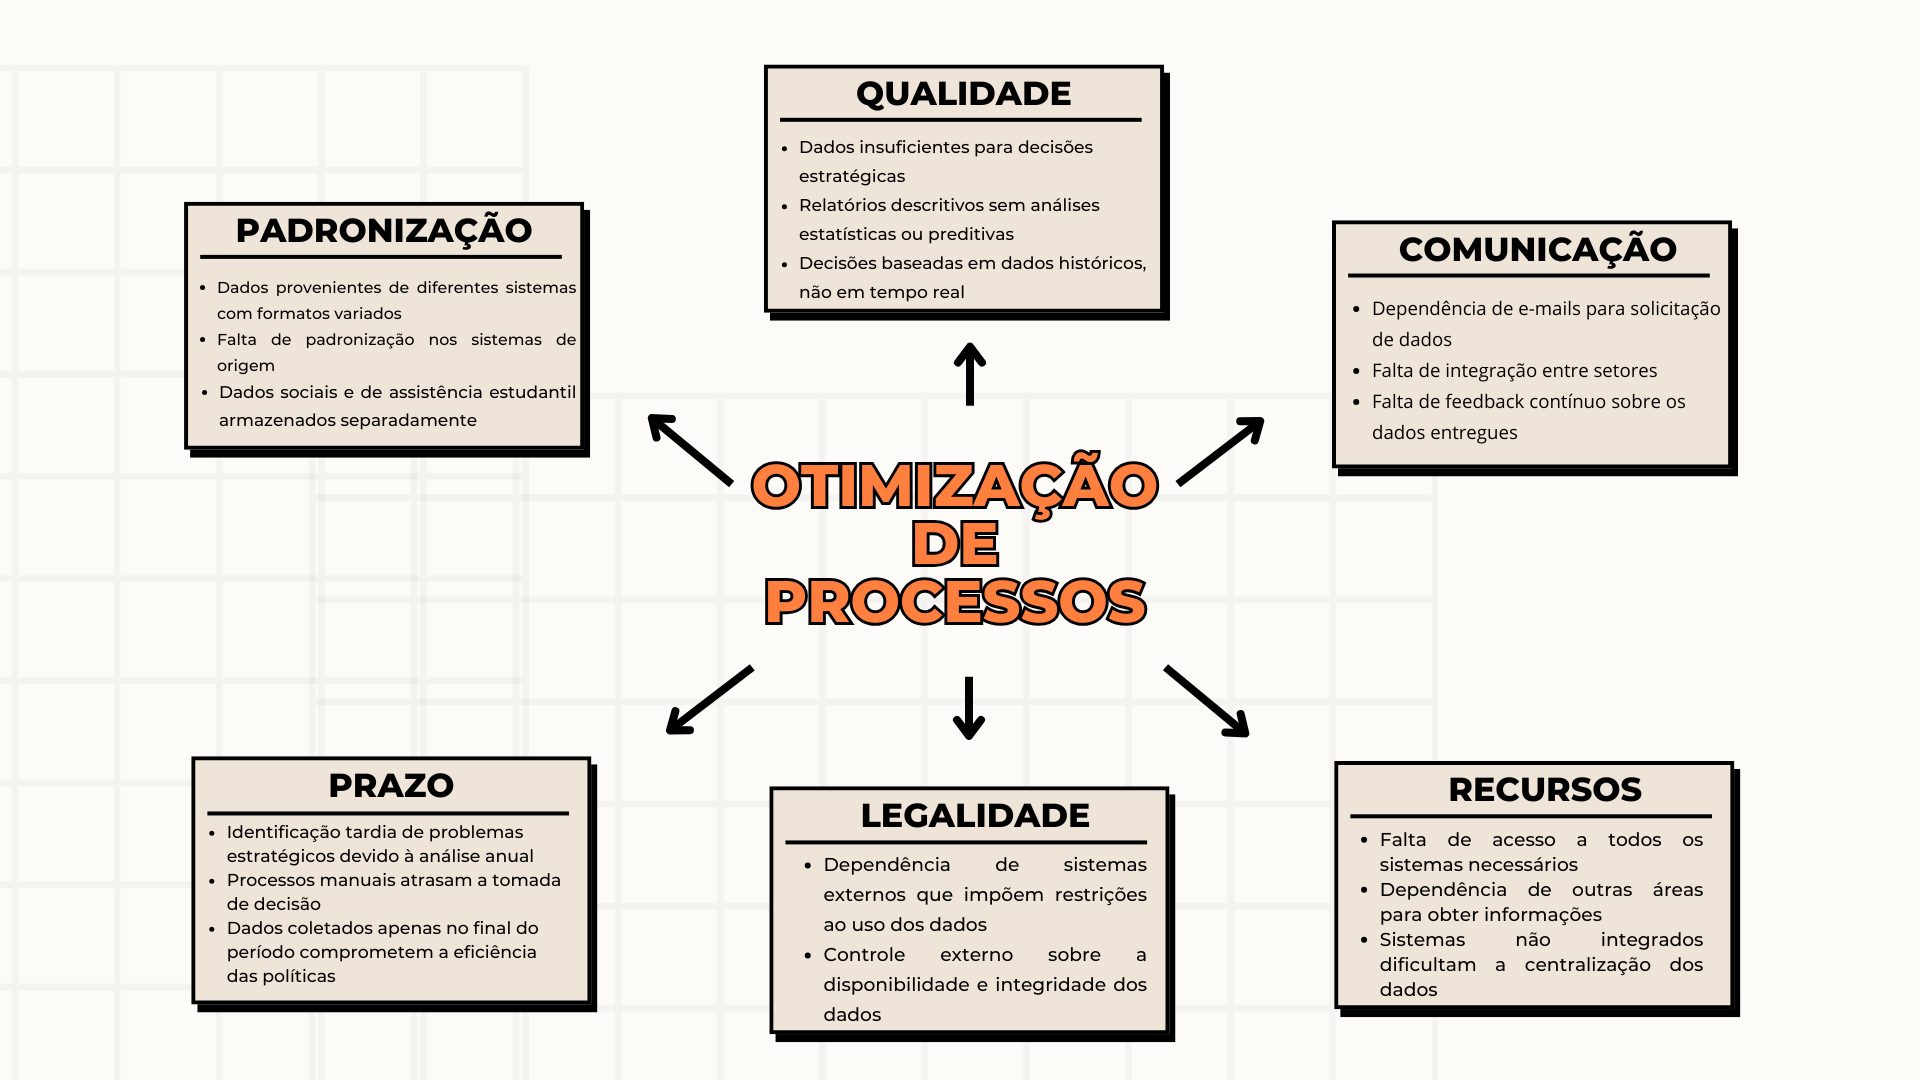 QUALIDADE
• Dados insuficientes para decisões
estratégicas
• Relatórios descritivos sem análises
estatísticas ou preditivas
• Decisões baseadas em dados históricos,
não em tempo real
PADRONIZAÇÃO
• Dados provenientes de diferentes sistemas
com formatos variados
• Falta de padronização nos sistemas de
origem
• Dados sociais e de assistência estudantil
armazenados separadamente
COMUNICAÇÃO
• Dependência de e-mails para solicitação
de dados
• Falta de integração entre setores
• Falta de feedback contínuo sobre os
dados entregues
OTIMIZAÇÃO
DE
PROCESSOS
PRAZO
• Identificação tardia de problemas
estratégicos devido à análise anual
• Processos manuais atrasam a tomada
de decisão
• Dados coletados apenas no final do
período comprometem a eficiência
das políticas
LEGALIDADE
• Dependência de sistemas
externos que impõem restrições
ao uso dos dados
• Controle externo sobre a
disponibilidade e integridade dos
dados
RECURSOS
• Falta de acesso a todos os
sistemas necessários
• Dependência de outras áreas
para obter informações
• Sistemas não integrados
dificultam a centralização dos
dados